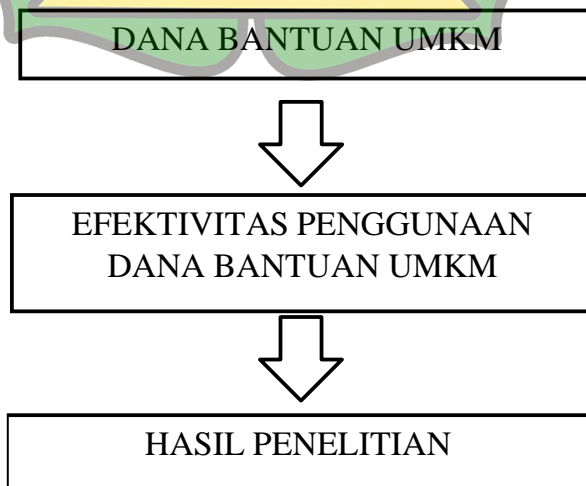 DANA BANTUAN UMKM
EFEKTIVITAS PENGGUNAAN
DANA BANTUAN UMKM
HASIL PENELITIAN